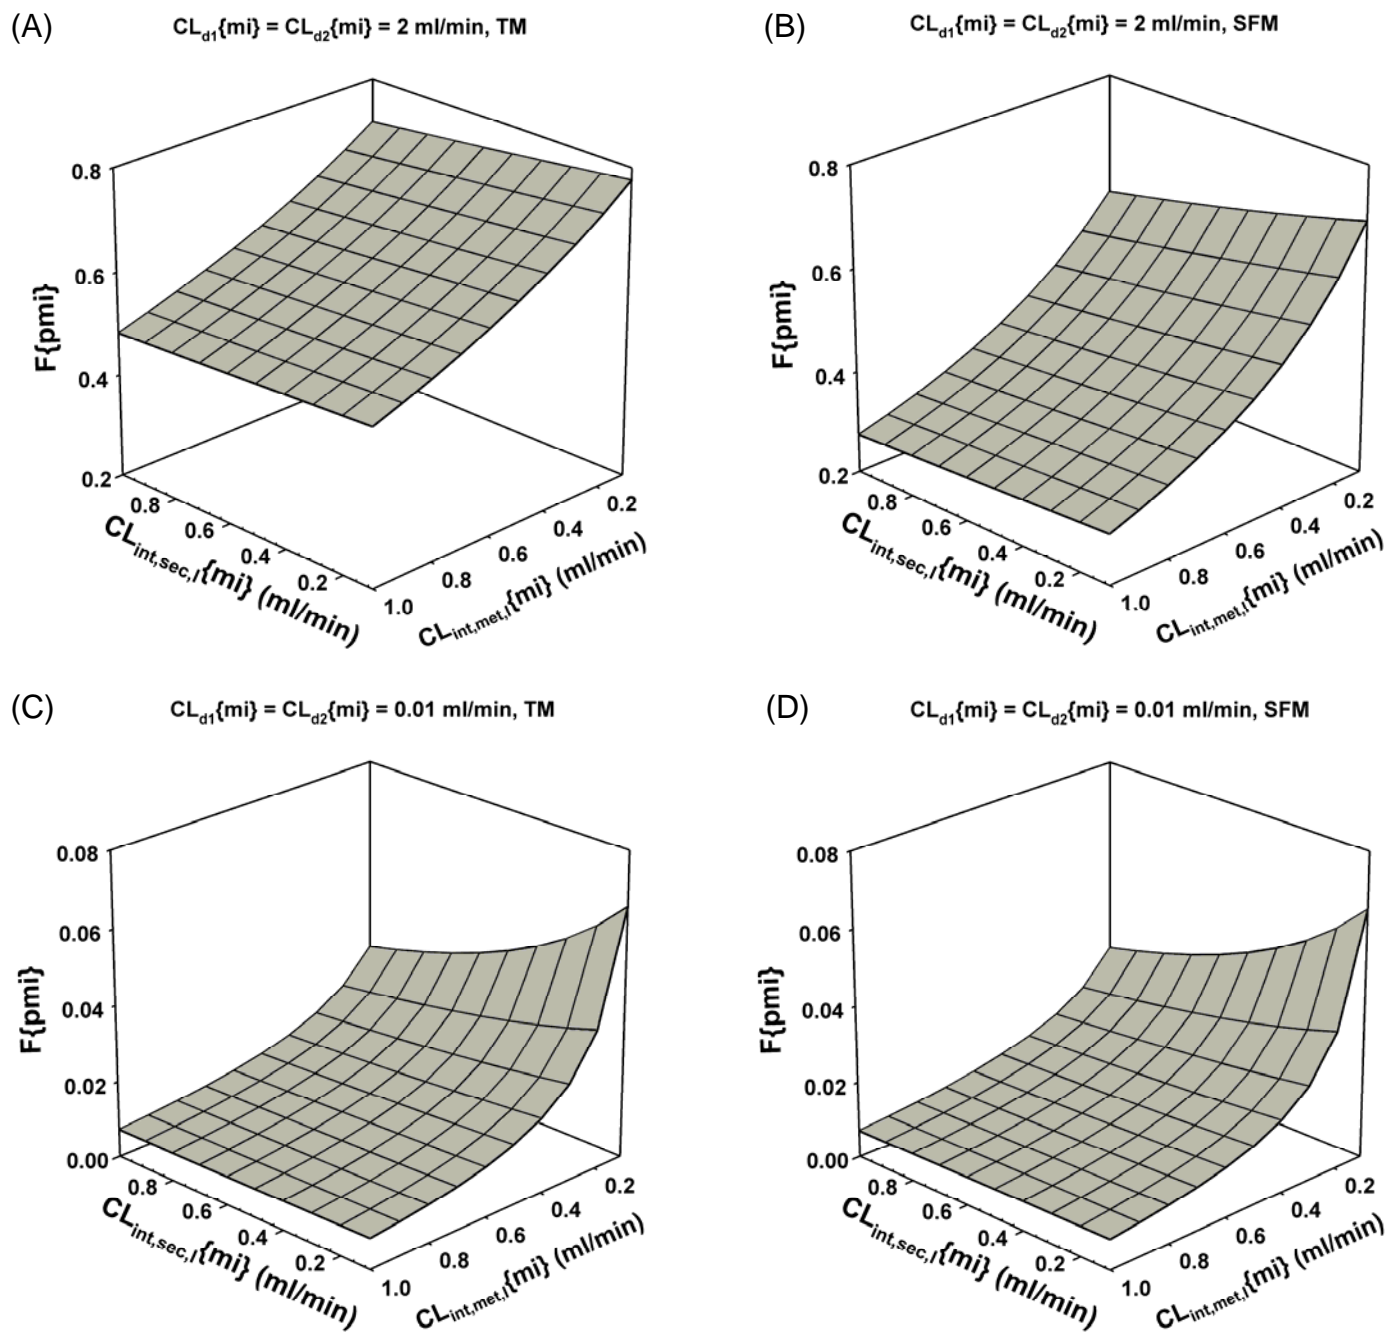 (A)
CLd1{mi} = CLd2{mi} = 2 ml/min, TM
0.8
0.6
0.4
0.2
F{pmi}
0.8
0.6
0.4
0.2
CLint,sec,I{mi} (ml/min)
0.2
0.4
0.6
0.8
1.0
CLint,met,I{mi} (ml/min)
(B)
CLd1{mi} = CLd2{mi} = 2 ml/min, SFM
0.8
0.6
0.4
0.2
F{pmi}
0.8
0.6
0.4
0.2
CLint,sec,I{mi} (ml/min)
0.2
0.4
0.6
0.8
1.0
CLint,met,I{mi} (ml/min)
(C)
CLd1{mi} = CLd2{mi} = 0.01 ml/min, TM
0.08
0.06
0.04
0.02
0.00
F{pmi}
0.8
0.6
0.4
0.2
CLint,sec,I{mi} (ml/min)
0.2
0.4
0.6
0.8
1.0
CLint,met,I{mi} (ml/min)
(D)
CLd1{mi} = CLd2{mi} = 0.01 ml/min, SFM
0.08
0.06
0.04
0.02
0.00
F{pmi}
0.8
0.6
0.4
0.2
CLint,sec,I{mi} (ml/min)
0.2
0.4
0.6
0.8
1.0
CLint,met,I{mi} (ml/min)